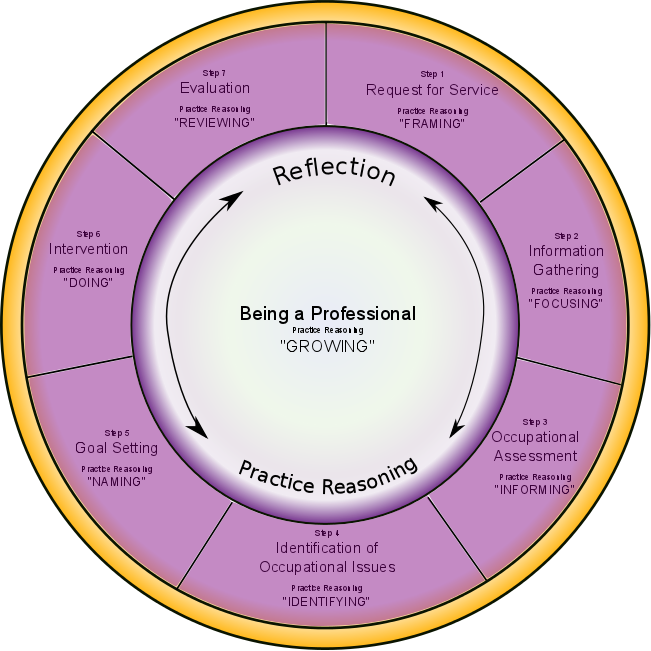 Step 1
Request for Service
Practice Reasoning
"FRAMING"
Step 2
Information
Gathering
Practice Reasoning
"FOCUSING"
Step 3
Occupational
Assessment
Practice Reasoning
"INFORMING"
Step 4
Identification of
Occupational Issues
Practice Reasoning
"IDENTIFYING"
Step 5
Goal Setting
Practice Reasoning
"NAMING"
Step 6
Intervention
Practice Reasoning
"DOING"
Step 7
Evaluation
Practice Reasoning
"REVIEWING"
Reflection
Being a Professional
Practice Reasoning
"GROWING"
Practice Reasoning